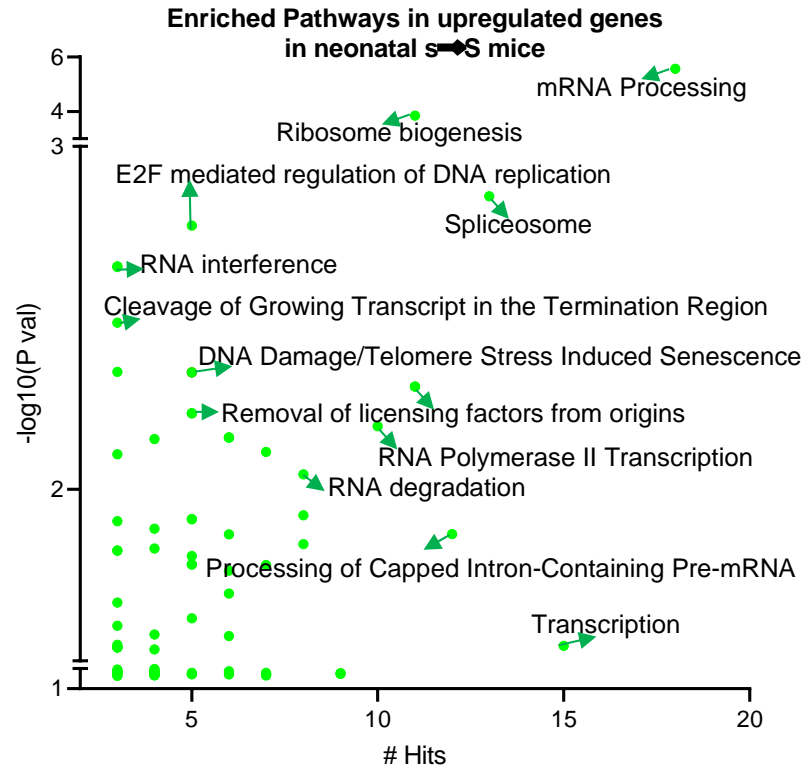 Enriched Pathways in upregulated genes
in neonatal s➔S mice
6
mRNA Processing
4
Ribosome biogenesis
3
E2F mediated regulation of DNA replication
Spliceosome
RNA interference
Cleavage of Growing Transcript in the Termination Region
DNA Damage/Telomere Stress Induced Senescence
-log10(P val)
Removal of licensing factors from origins
RNA Polymerase II Transcription
2
RNA degradation
Processing of Capped Intron-Containing Pre-mRNA
Transcription
1
5 10 15 20
# Hits